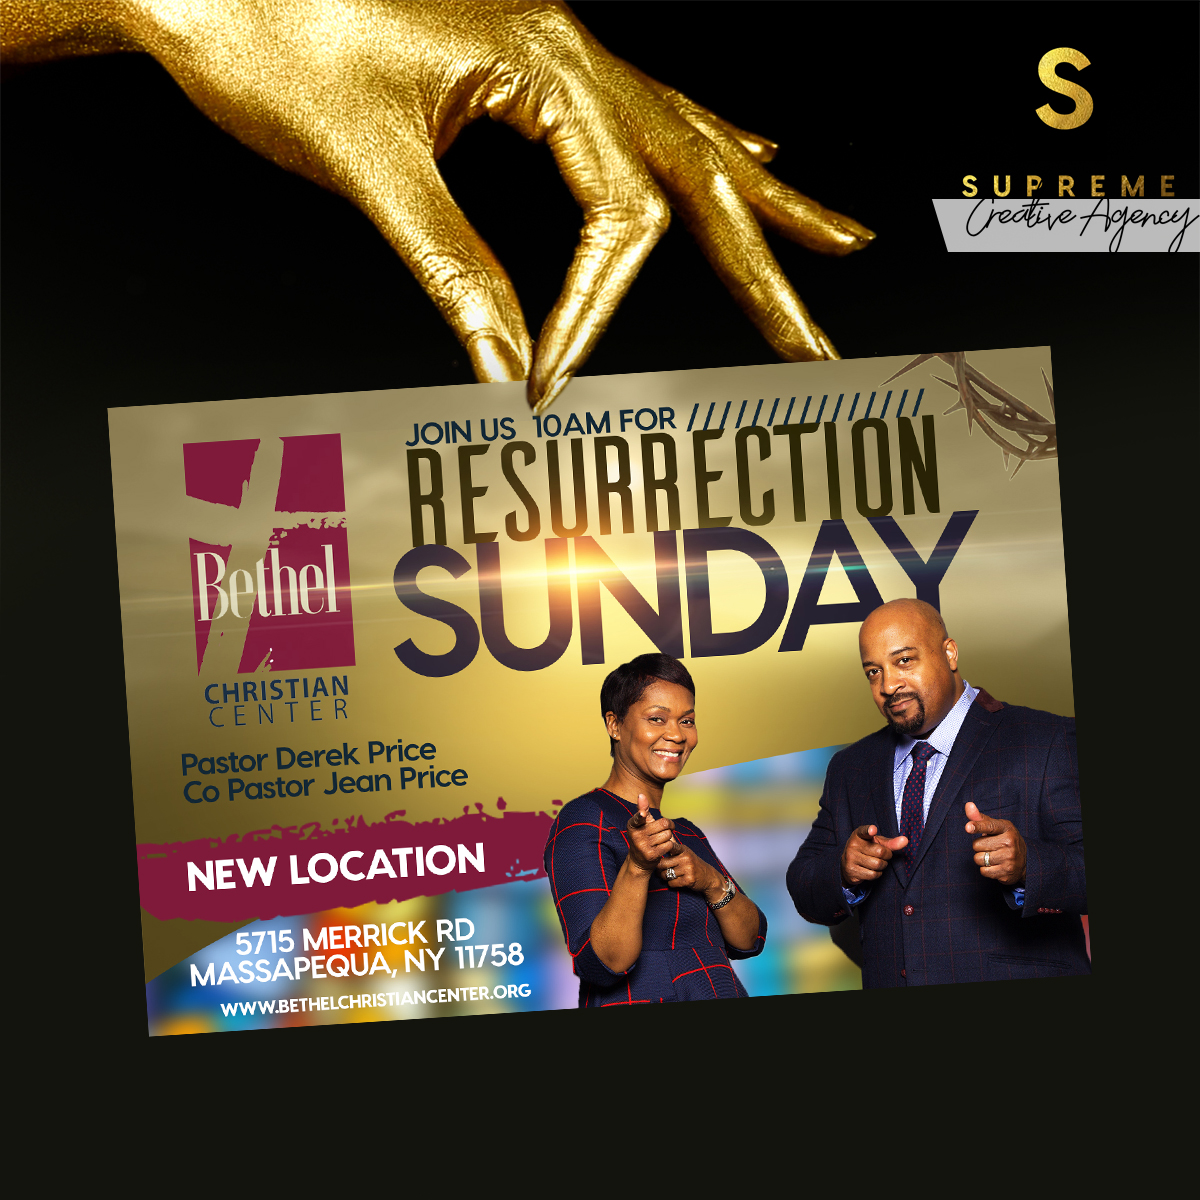 S
SUPREME
Creative Agency
JOIN US 10AM FOR ///////////////
RESURRECTION
SUNDAY
Bethel
CHRISTIAN
CENTER
Pastor Derek Price
Co Pastor Jean Price
NEW LOCATION
5715 MERRICK RD
MASSAPEQUA, NY 11758
WWW.BETHELCHRISTIANCENTER.ORG